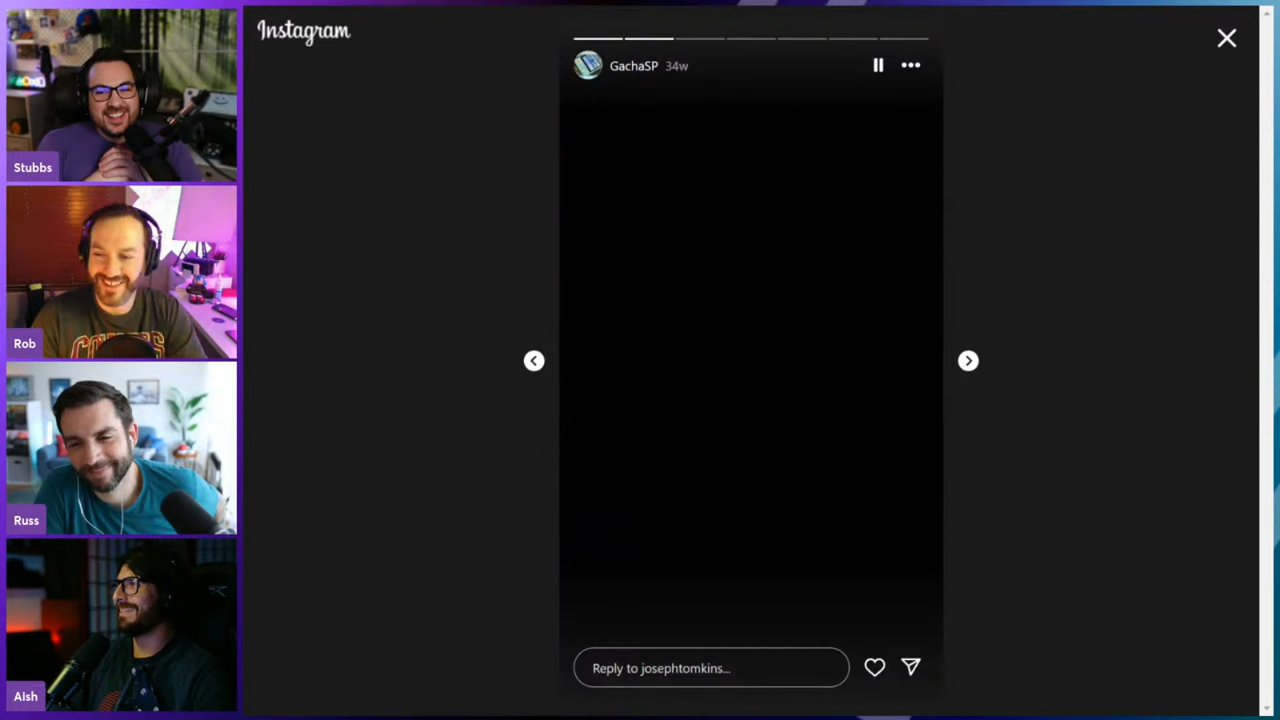 Instagram
GachaSP 34w
Stubbs
Rob
Russ
Reply to josephtomkins...
Aish